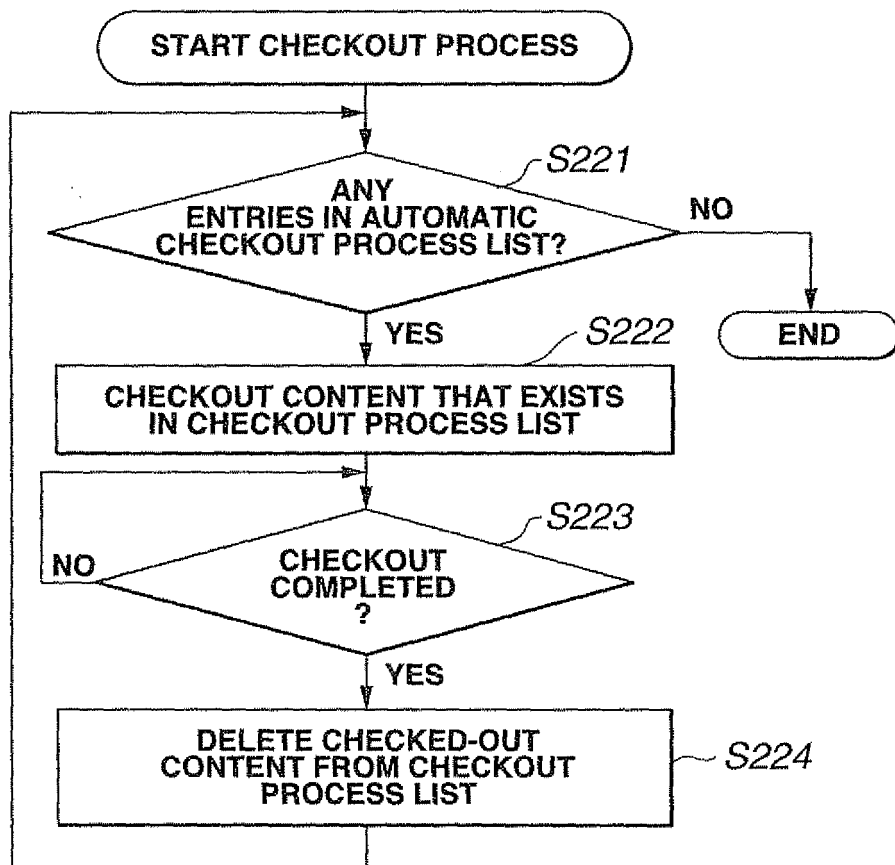 START CHECKOUT PROCESS
S221
ANY
ENTRIES IN AUTOMATIC
CHECKOUT PROCESS LIST?
NO
YES
END
S222
CHECKOUT CONTENT THAT EXISTS
IN CHECKOUT PROCESS LIST
S223
NO
CHECKOUT
COMPLETED
?
YES
DELETE CHECKED-OUT
CONTENT FROM CHECKOUT
PROCESS LIST
S224